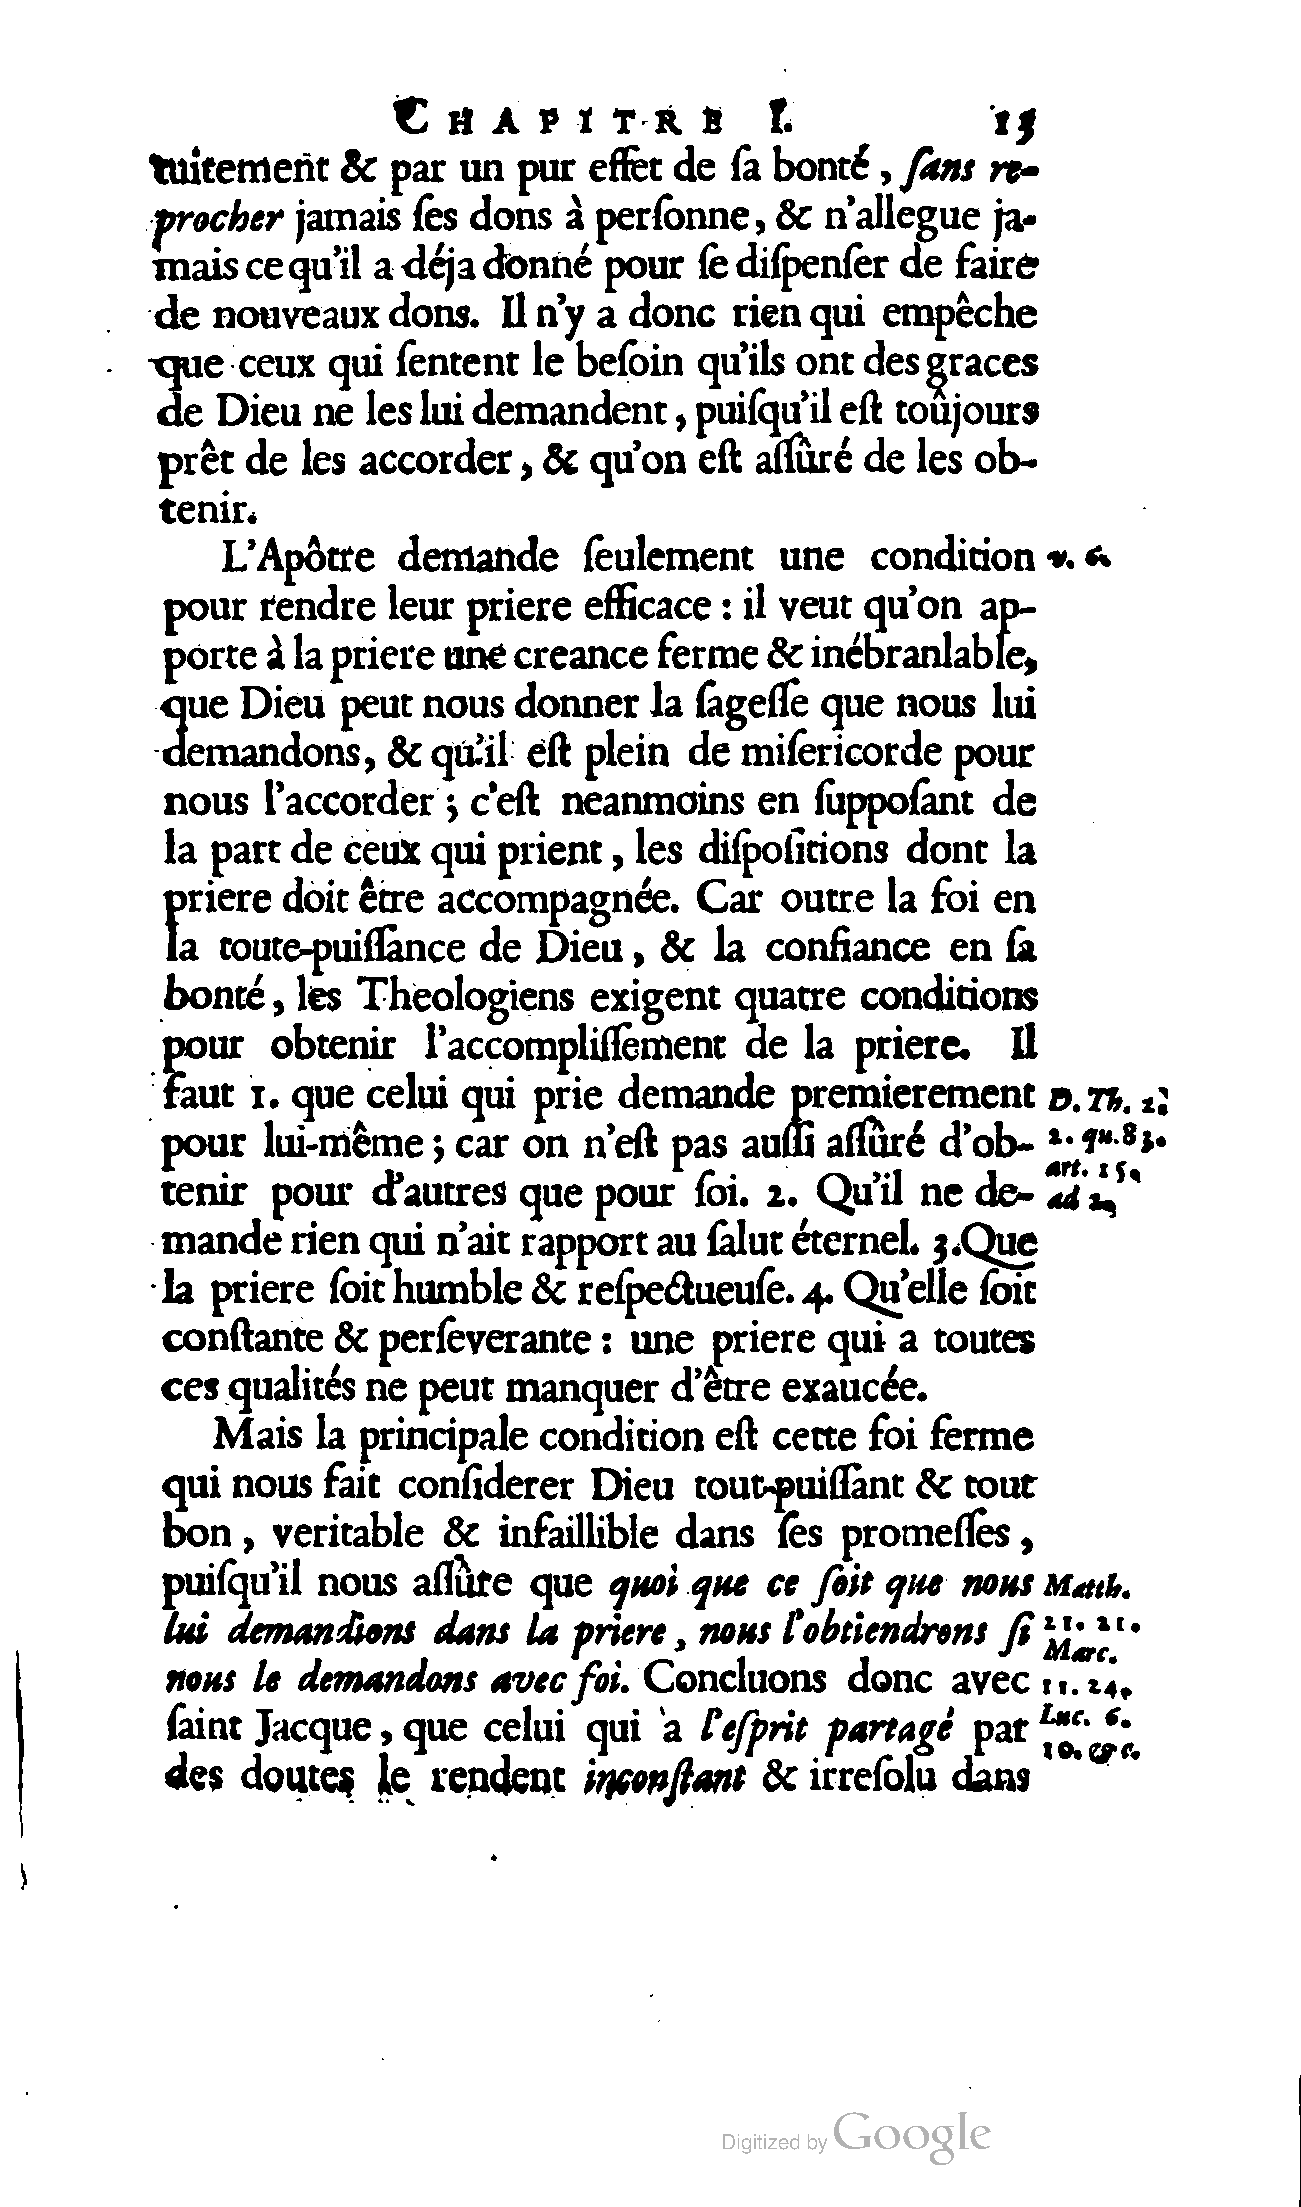 CHAPITRE I. 15
tuitement & par un pur effet de ſa bonté, ſans re-
procher jamais ſes dons à perſonne, & n'allegue ja-
mais ce qu'il a déja donné pour ſe diſpenſer de faire
de nouveaux dons. Il n'y a donc rien qui empêche
que ceux qui ſentent le beſoin qu'ils ont des graces
de Dieu ne les lui demandent, puiſqu'il eſt toûjours
prêt de les accorder, & qu'on eſt aſſûré de les ob-
tenir.
L'Apôtre demande ſeulement une condition v. 6.
pour rendre leur priere efficace : il veut qu'on ap-
porte à la priere une creance ferme & inébranlable,
que Dieu peut nous donner la ſageſſe que nous lui
demandons, & qu'il eſt plein de miſericorde pour
nous l'accorder ; c'eſt neanmoins en ſuppoſant de
la part de ceux qui prient, les diſpoſitions dont la
priere doit être accompagnée. Car outre la foi en
la toute-puiſſance de Dieu, & la confiance en ſa
bonté, les Theologiens exigent quatre conditions
pour obtenir l'accompliſſement de la priere. Il
faut 1. que celui qui prie demande premierement D. Th. 2.
pour lui-même ; car on n'eſt pas auſſi aſſûré d'ob- 2. qu. 83.
art. 15.
tenir pour d'autres que pour ſoi. 2. Qu'il ne de- ad 2.
mande rien qui n'ait rapport au ſalut éternel. 3. Que
la priere ſoit humble & reſpectueuſe. 4. Qu'elle ſoit
conſtante & perſeverante : une priere qui a toutes
ces qualités ne peut manquer d'être exaucée.
Mais la principale condition eſt cette foi ferme
qui nous fait conſiderer Dieu tout-puiſſant & tout
bon, veritable & infaillible dans ſes promeſſes,
puiſqu'il nous aſſûre que quoi que ce ſoit que nous Matth.
lui demandions dans la priere, nous l'obtiendrons ſi 21. 21.
Marc.
nous le demandons avec foi. Concluons donc avec 11. 24.
ſaint Jacque, que celui qui a l'eſprit partagé par Luc. 6.
10. &c.
des doutes le rendent inconſtant & irreſolu dans
Digitized by Google